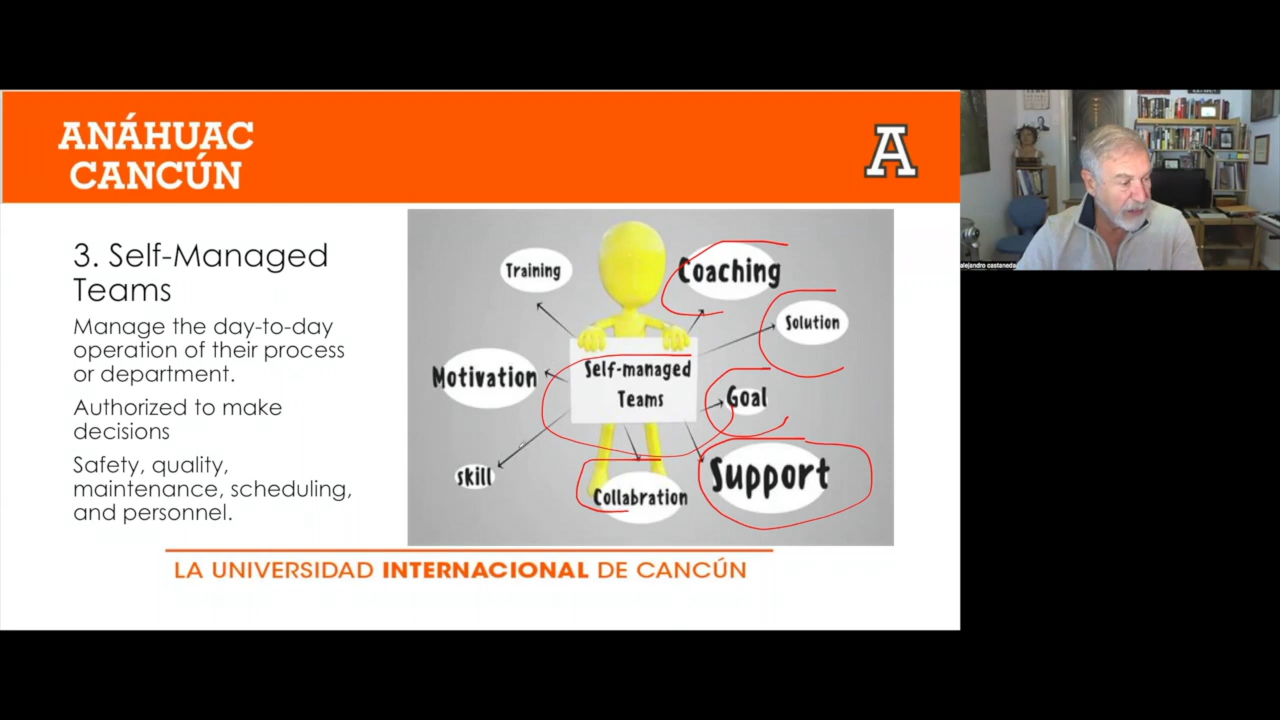 ANÁHUAC
CANCÚN
A
3. Self-Managed
Teams
Manage the day-to-day
operation of their process
or department.
Authorized to make
decisions
Safety, quality,
maintenance, scheduling,
and personnel.
Training
Coaching
Solution
Motivation
Self-managed
Teams
Goal
skill
Collabration
Support
LA UNIVERSIDAD INTERNACIONAL DE CANCÚN
alejandro castaneda